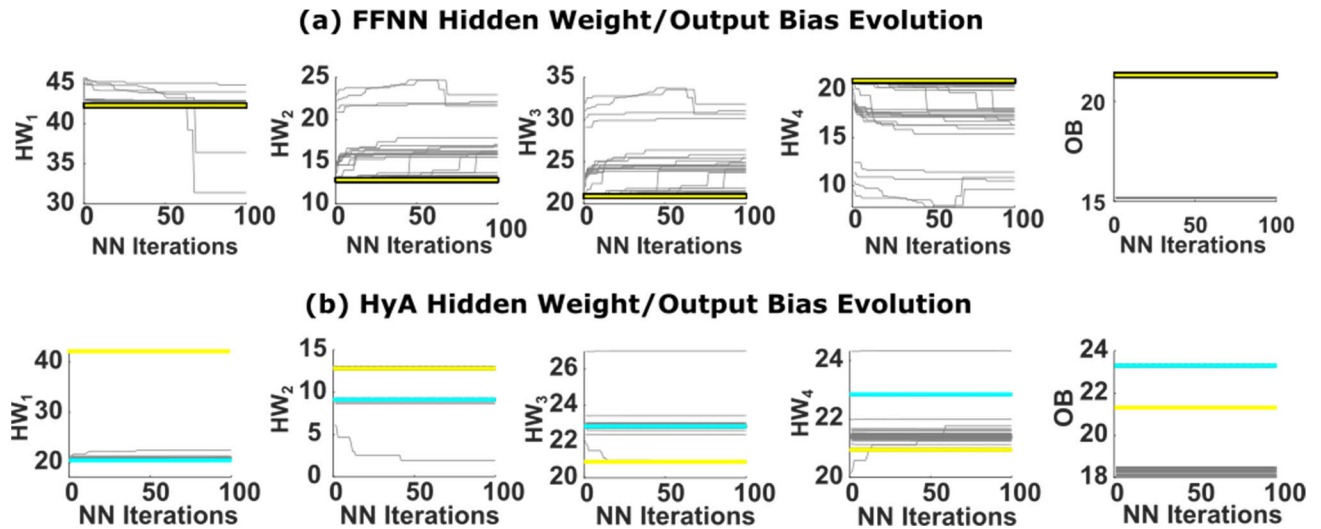 (a) FFNN Hidden Weight/Output Bias Evolution
HW1
45
40
35
30
0 50 100
NN Iterations
HW2
25
20
15
10
0 50 100
NN Iterations
HW3
40
35
30
25
20
0 50 100
NN Iterations
HW4
20
15
10
0 50 100
NN Iterations
OB
20
15
0 50 100
NN Iterations
(b) HyA Hidden Weight/Output Bias Evolution
HW1
40
30
20
0 50 100
NN Iterations
HW2
15
10
5
0
0 50 100
NN Iterations
HW3
26
24
22
20
0 50 100
NN Iterations
HW4
24
22
20
0 50 100
NN Iterations
OB
24
22
20
18
0 50 100
NN Iterations